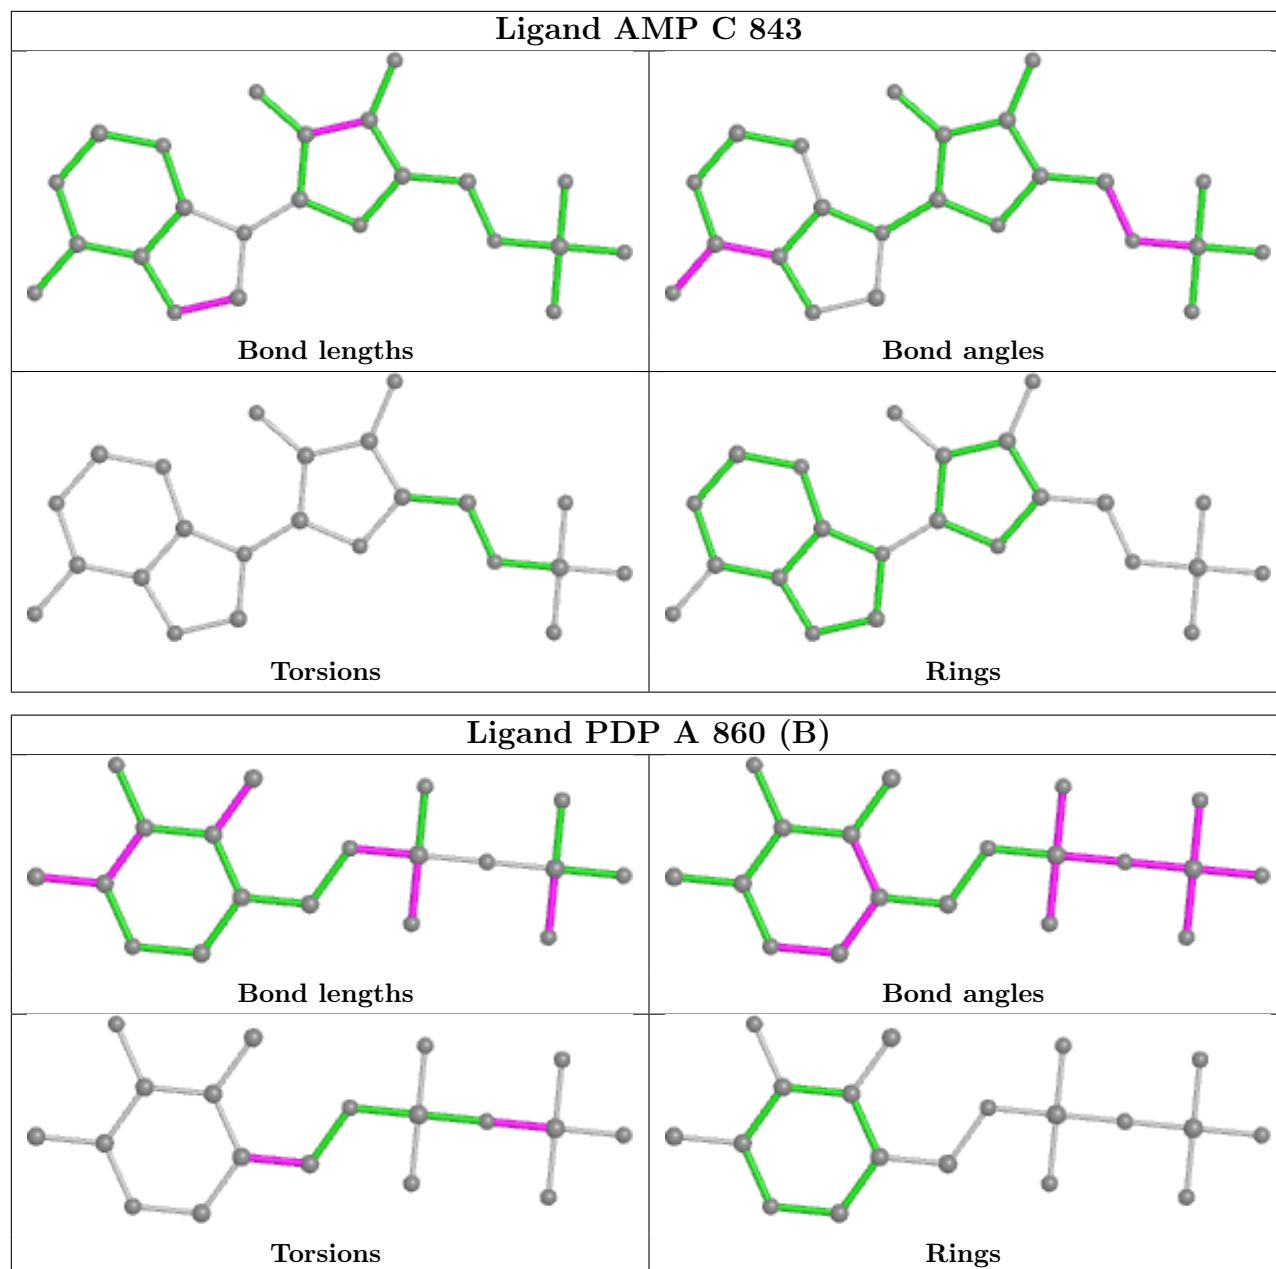 Ligand AMP C 843
Bond lengths
Bond angles
Torsions
Rings
Ligand PDP A 860 (B)
Bond lengths
Bond angles
Torsions
Rings